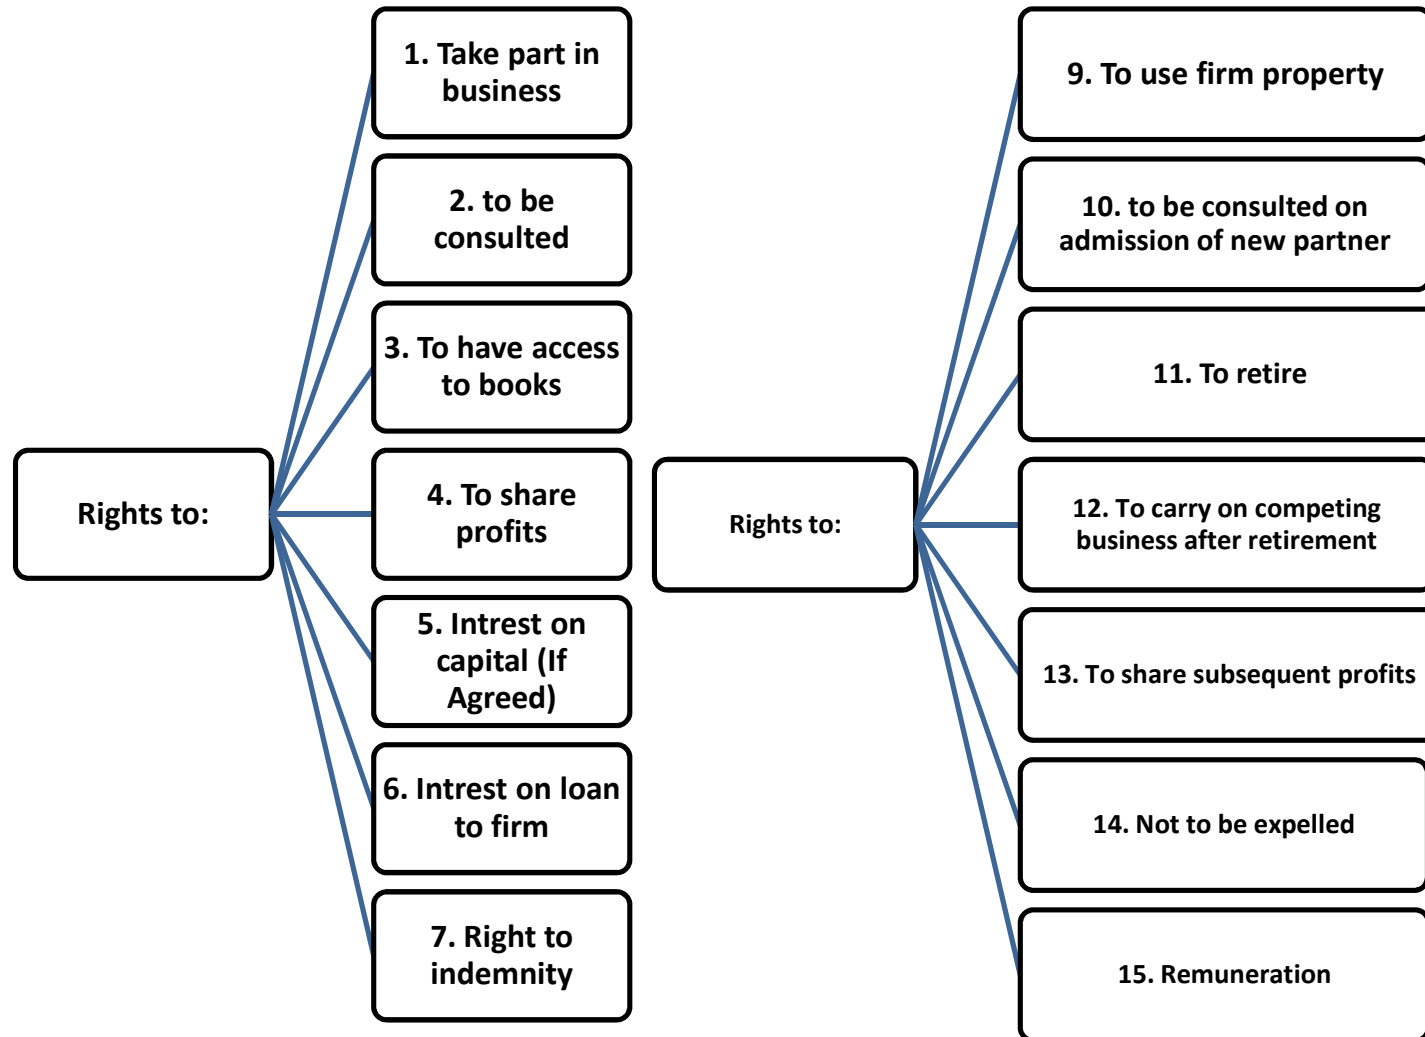 Rights to:
1. Take part in
business
2. to be
consulted
3. To have access
to books
4. To share
profits
5. Intrest on
capital (If
Agreed)
6. Intrest on loan
to firm
7. Right to
indemnity
Rights to:
9. To use firm property
10. to be consulted on
admission of new partner
11. To retire
12. To carry on competing
business after retirement
13. To share subsequent profits
14. Not to be expelled
15. Remuneration